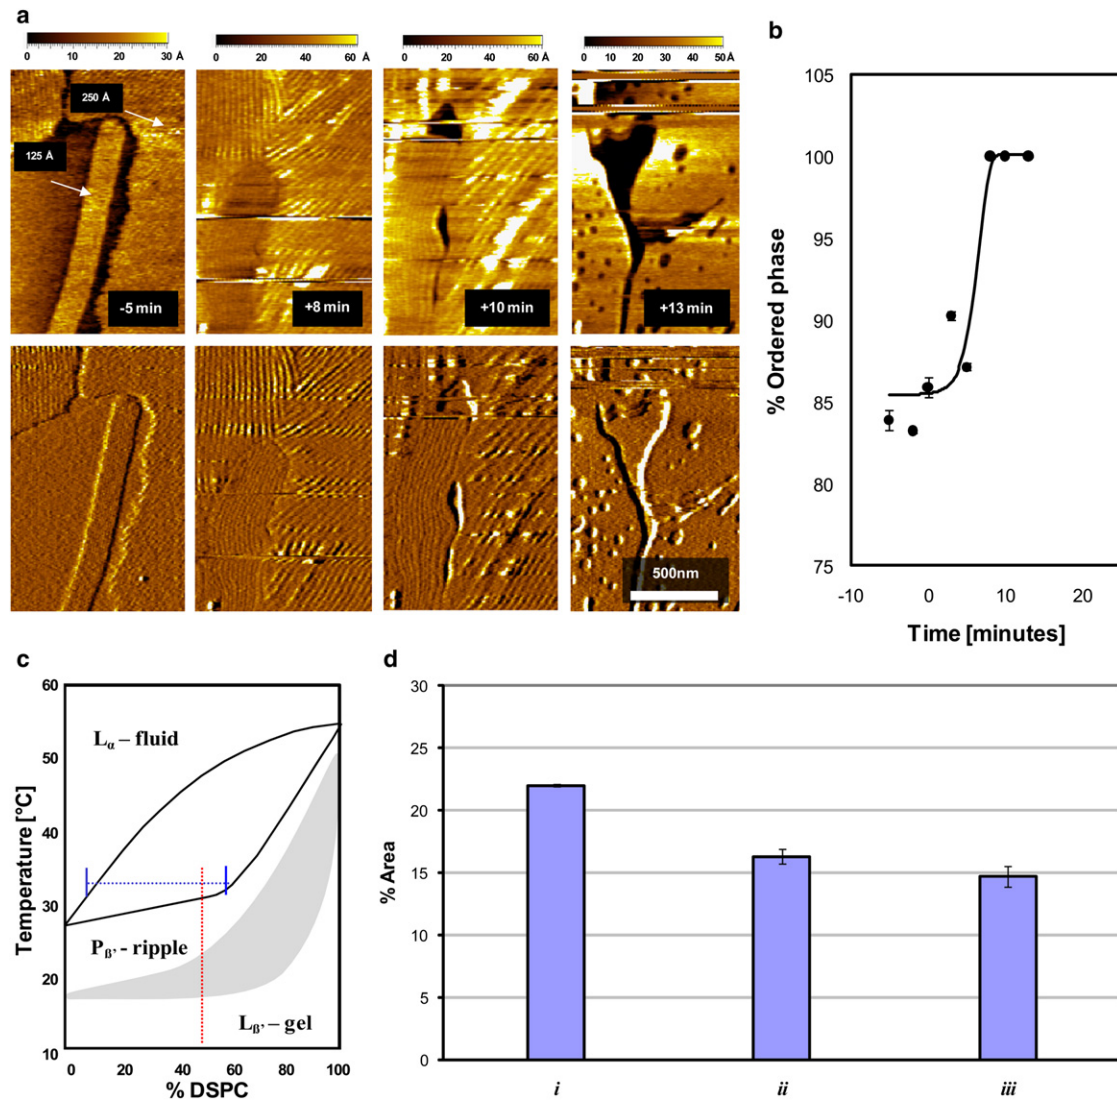 a
0 10 20 30 Å
0 20 40 60 Å
0 20 40 60 Å
0 10 20 30 40 50 Å
250 Å
125 Å
-5 min
+8 min
+10 min
+13 min
500nm
b
105
100
95
90
85
80
75
-10 0 10 20
% Ordered phase
Time [minutes]
c
60
50
40
30
20
10
0 20 40 60 80 100
Temperature [°C]
% DSPC
Lα – fluid
Pß’ - ripple
Lß’ – gel
d
30
25
20
15
10
5
0
% Area
i ii iii